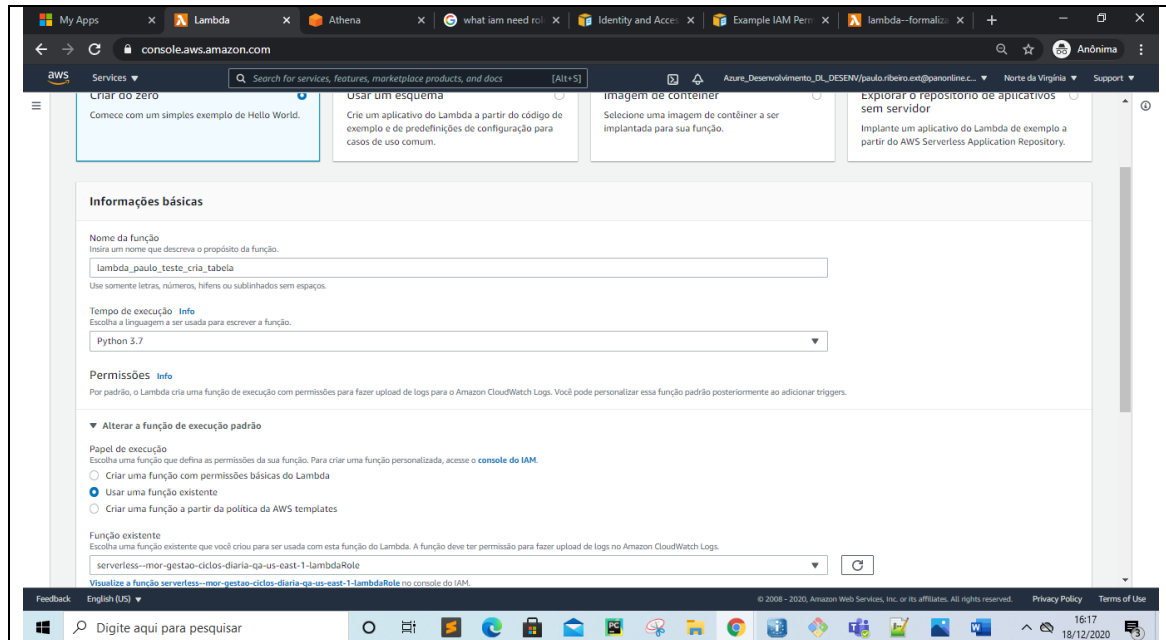 My Apps
Lambda
Athena
what iam need rol
Identity and Acces
Example IAM Perm
lambda--formaliza
console.aws.amazon.com
Anônima
aws
Services
Search for services, features, marketplace products, and docs
[Alt+S]
Azure_Desenvolvimento_DL_DESENV/paulo.ribeiro.ext@panonline.c...
Norte da Virgínia
Support
Criar do zero
Comece com um simples exemplo de Hello World.
Usar um esquema
Crie um aplicativo do Lambda a partir do código de
exemplo e de predefinições de configuração para
casos de uso comum.
Imagem de contêiner
Selecione uma imagem de contêiner a ser
implantada para sua função.
Explorar o repositório de aplicativos
sem servidor
Implante um aplicativo do Lambda de exemplo a
partir do AWS Serverless Application Repository.
Informações básicas
Nome da função
Insira um nome que descreva o propósito da função.
lambda_paulo_teste_cria_tabela
Use somente letras, números, hifens ou sublinhados sem espaços.
Tempo de execução Info
Escolha a linguagem a ser usada para escrever a função.
Python 3.7
Permissões Info
Por padrão, o Lambda cria uma função de execução com permissões para fazer upload de logs para o Amazon CloudWatch Logs. Você pode personalizar essa função padrão posteriormente ao adicionar triggers.
Alterar a função de execução padrão
Papel de execução
Escolha uma função que defina as permissões da sua função. Para criar uma função personalizada, acesse o console do IAM.
Criar uma função com permissões básicas do Lambda
Usar uma função existente
Criar uma função a partir da política da AWS templates
Função existente
Escolha uma função existente que você criou para ser usada com esta função do Lambda. A função deve ter permissão para fazer upload de logs no Amazon CloudWatch Logs.
serverless--mor-gestao-ciclos-diaria-qa-us-east-1-lambdaRole
Visualize a função serverless--mor-gestao-ciclos-diaria-qa-us-east-1-lambdaRole no console do IAM.
Feedback
English (US)
© 2008 - 2020, Amazon Web Services, Inc. or its affiliates. All rights reserved.
Privacy Policy
Terms of Use
Digite aqui para pesquisar
16:17
18/12/2020